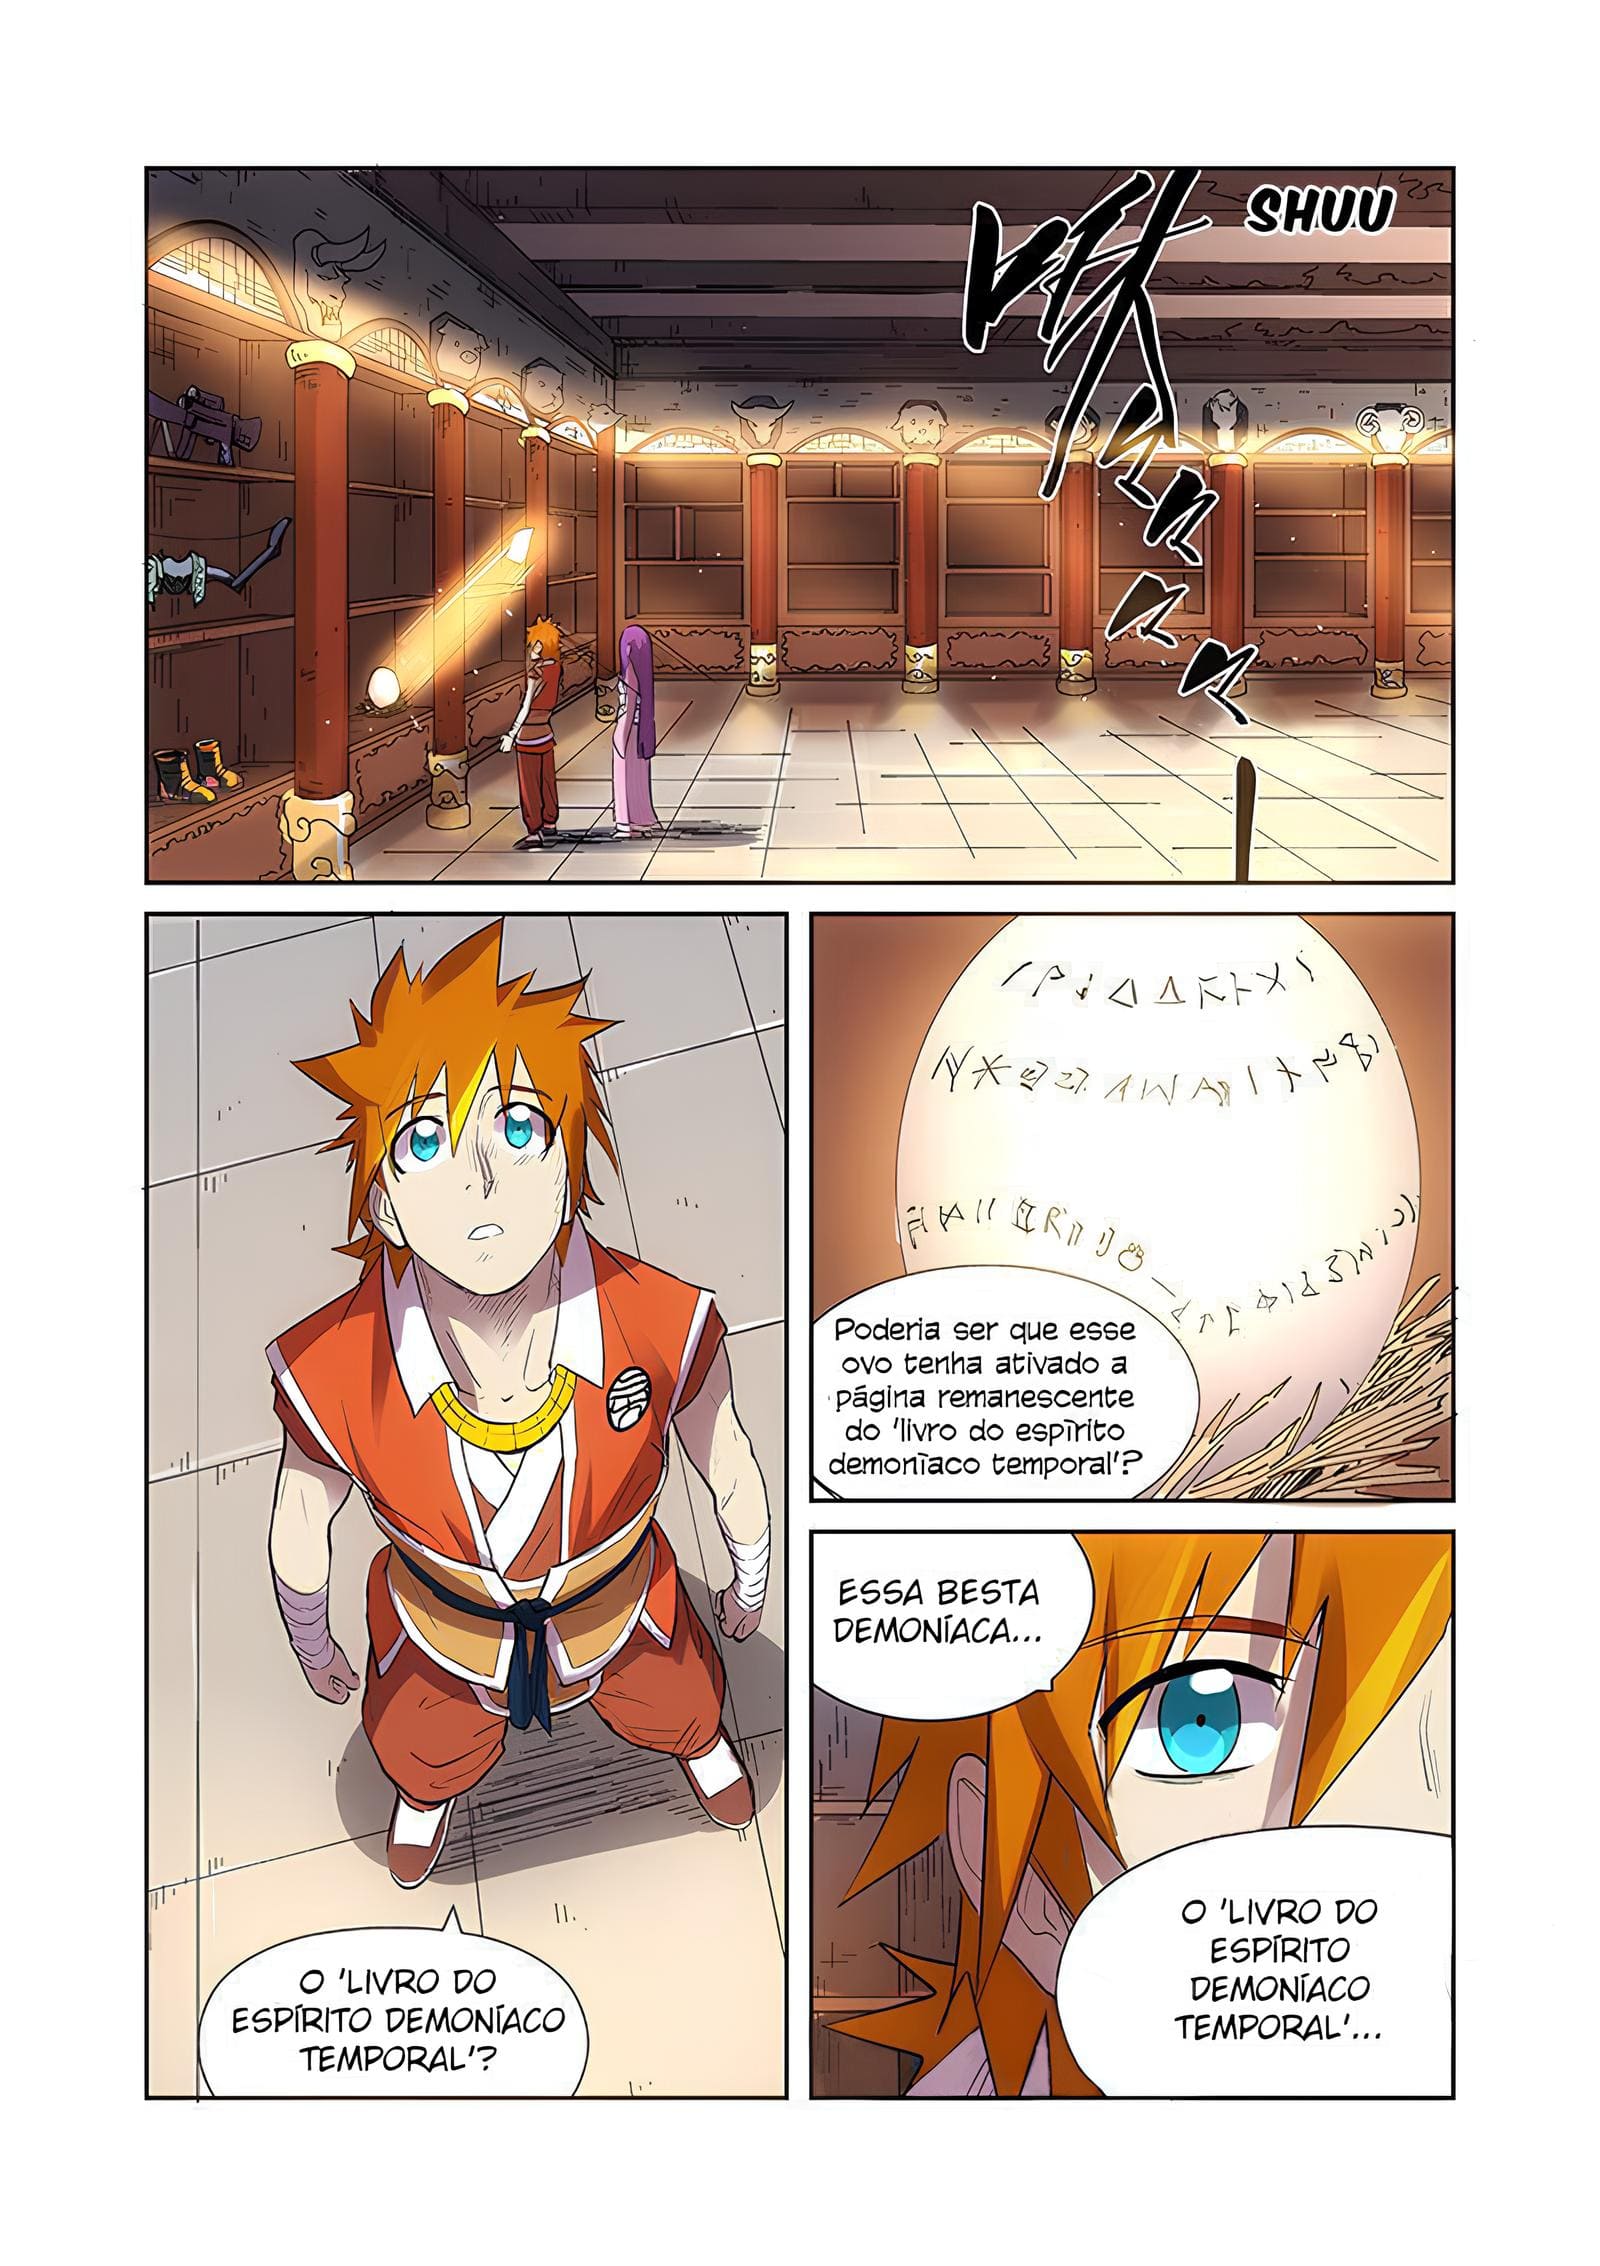 SHUU
O 'LIVRO DO
ESPÍRITO DEMONÍACO
TEMPORAL'?
Poderia ser que esse
ovo tenha ativado a
página remanescente
do 'livro do espírito
demoníaco temporal'?
ESSA BESTA
DEMONÍACA...
O 'LIVRO DO
ESPÍRITO
DEMONÍACO
TEMPORAL'...